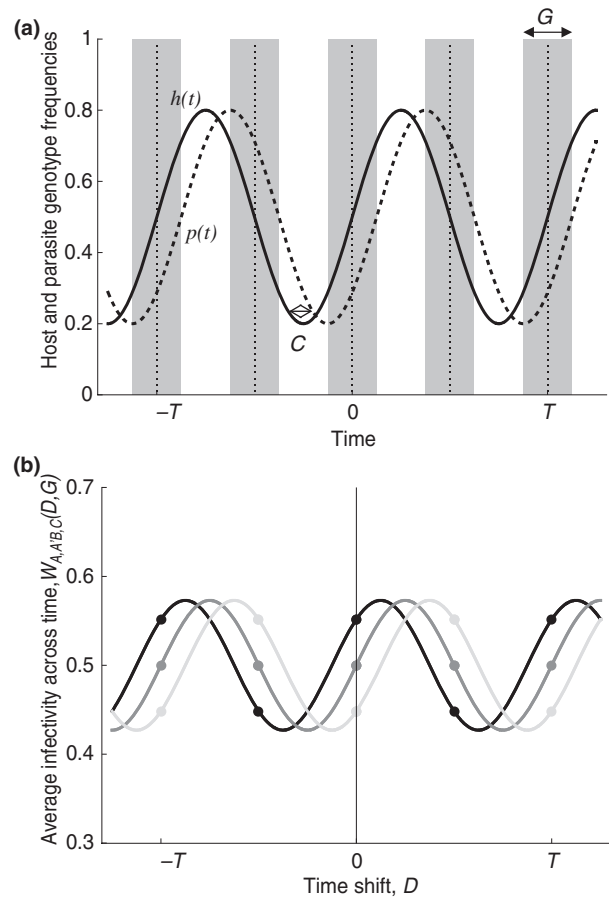 (a)
G
1
0.8
0.6
0.4
0.2
0
Host and parasite genotype frequencies
h(t)
p(t)
C
–T
0
T
Time
(b)
0.7
0.6
0.5
0.4
0.3
Average infectivity across time, W_{A,A'B,C}(D,G)
–T
0
T
Time shift, D